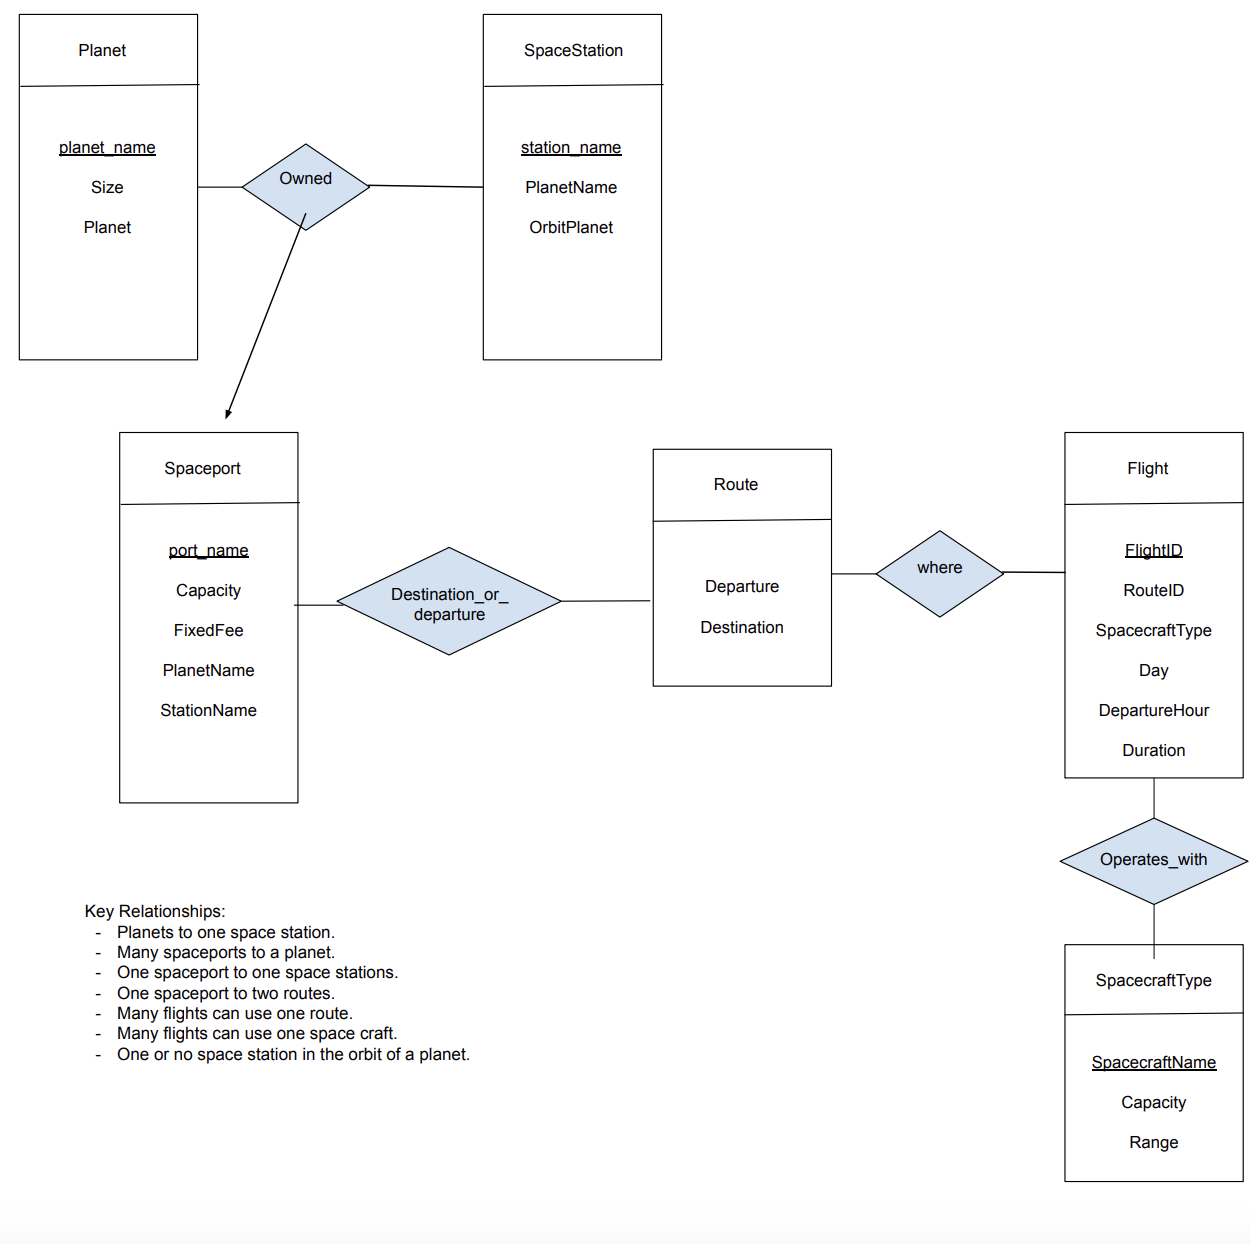 Planet
planet_name
Size
Planet
Owned
SpaceStation
station_name
PlanetName
OrbitPlanet
Spaceport
port_name
Capacity
FixedFee
PlanetName
StationName
Destination_or_
departure
Route
Departure
Destination
where
Flight
FlightID
RouteID
SpacecraftType
Day
DepartureHour
Duration
Operates_with
SpacecraftType
SpacecraftName
Capacity
Range
Key Relationships:
- Planets to one space station.
- Many spaceports to a planet.
- One spaceport to one space stations.
- One spaceport to two routes.
- Many flights can use one route.
- Many flights can use one space craft.
- One or no space station in the orbit of a planet.